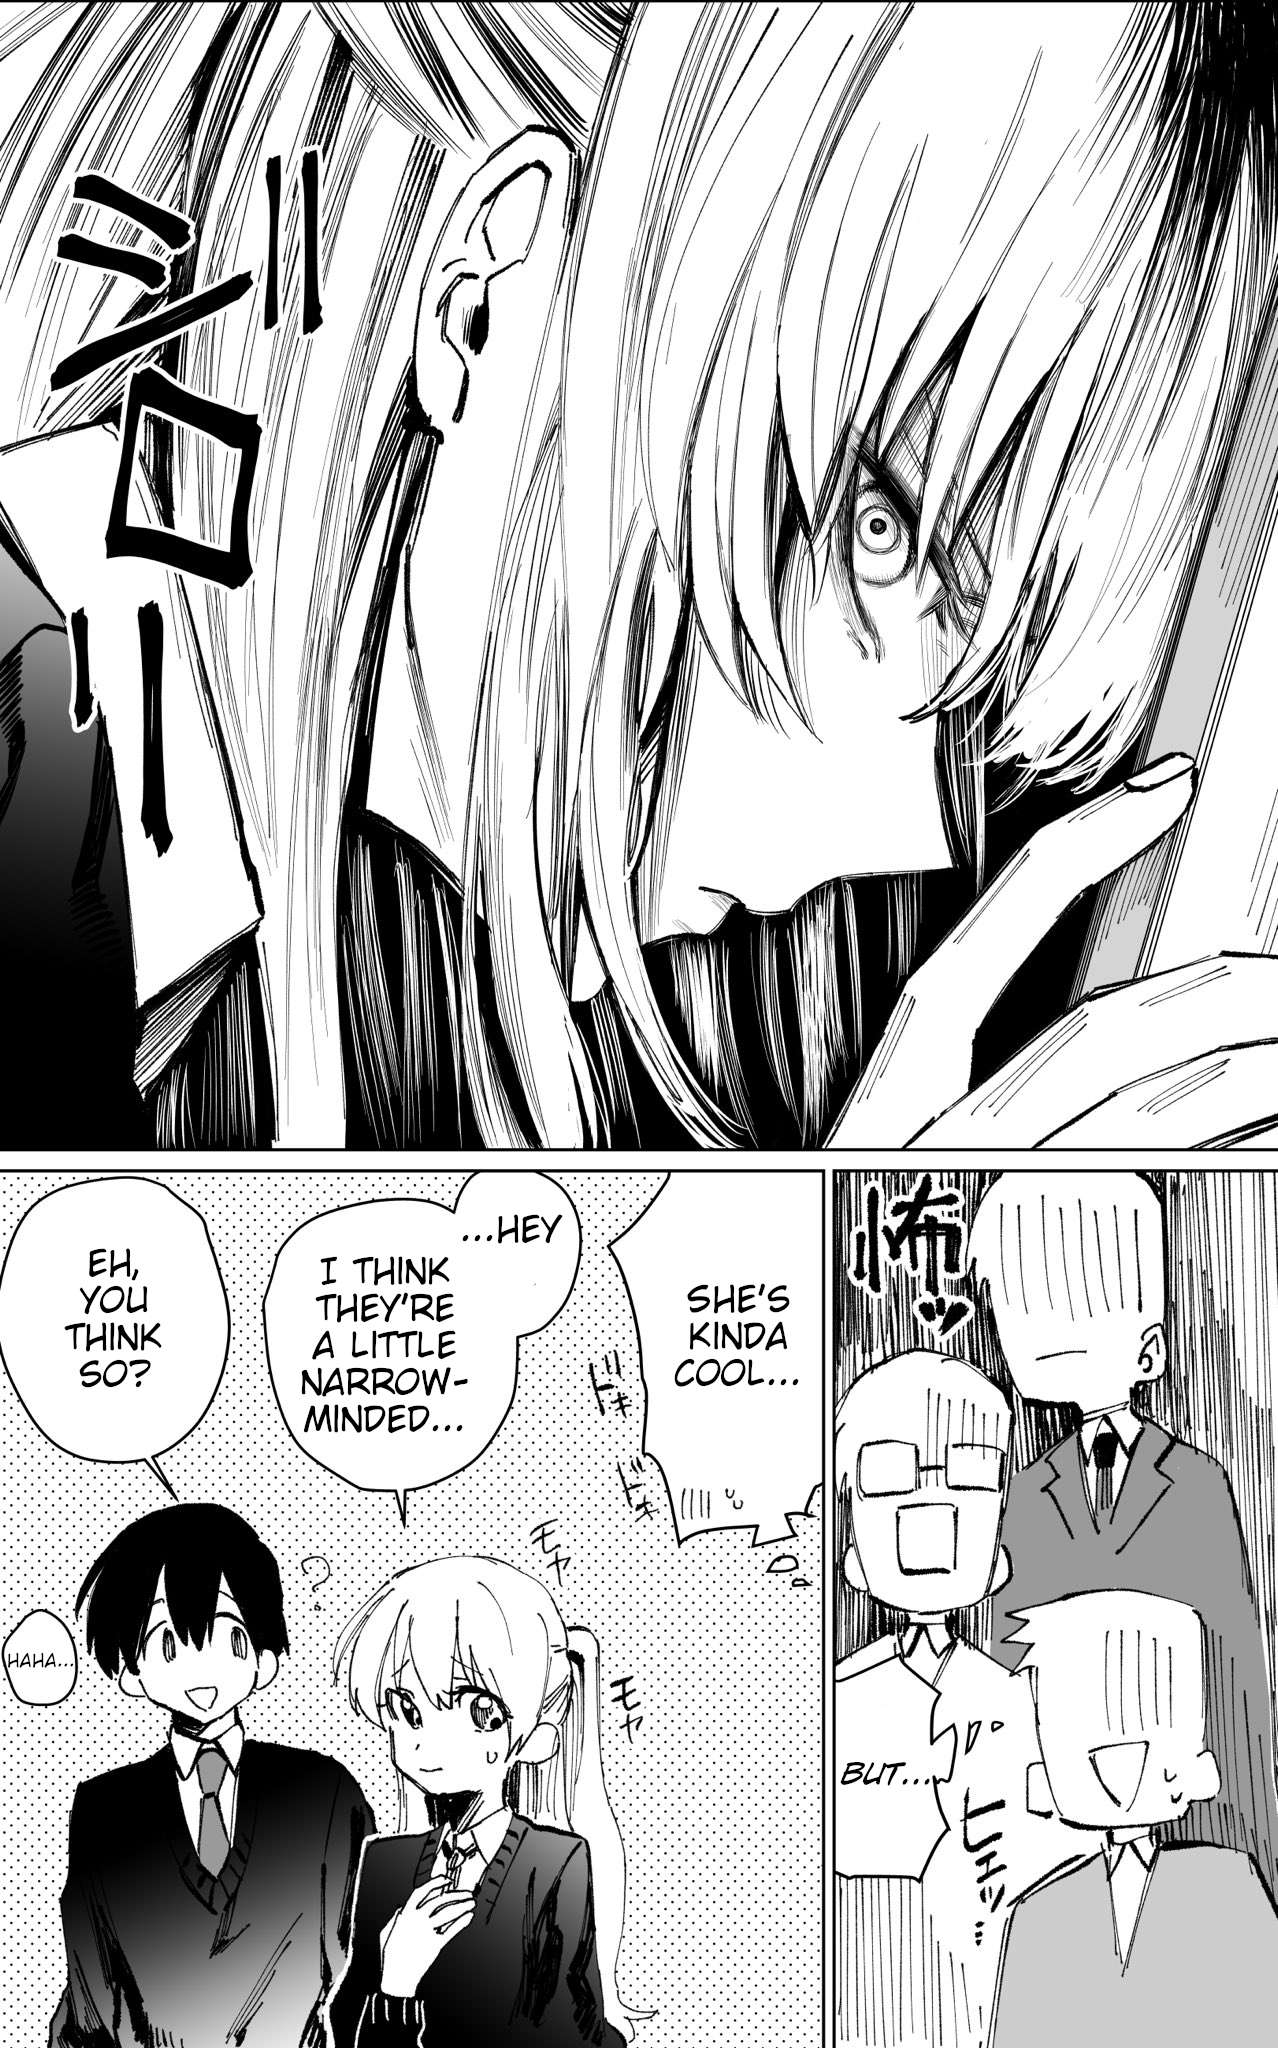 ジロー
怖
SHE'S
KINDA
COOL...
BUT....
ヒェッ…
ドキ
ドキ
...HEY
I THINK
THEY'RE
A LITTLE
NARROW-
MINDED...
モヤ
モヤ
EH,
YOU
THINK
SO?
?
HAHA...